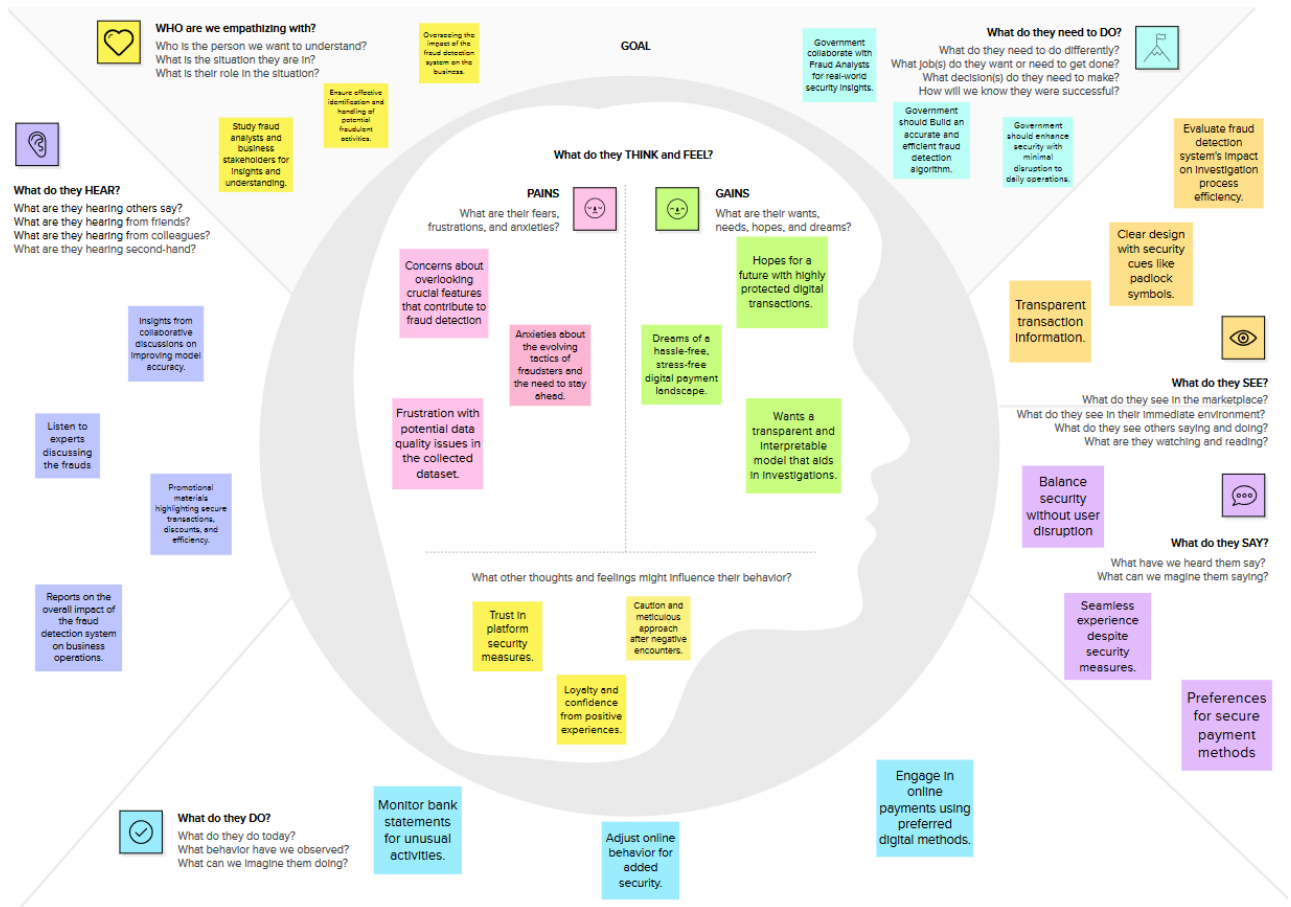 WHO are we empathizing with?
Who is the person we want to understand?
What is the situation they are in?
What is their role in the situation?
Overseeing the
impact of the
fraud detection
system on the
business.
Ensure effective
identification and
handling of
potential
fraudulent
activities.
Study fraud
analysts and
business
stakeholders for
insights and
understanding.
GOAL
What do they need to DO?
What do they need to do differently?
What job(s) do they want or need to get done?
What decision(s) do they need to make?
How will we know they were successful?
Government
collaborate with
Fraud Analysts
for real-world
security insights.
Government
should Build an
accurate and
efficient fraud
detection
algorithm.
Government
should enhance
security with
minimal
disruption to
daily operations.
What do they HEAR?
What are they hearing others say?
What are they hearing from friends?
What are they hearing from colleagues?
What are they hearing second-hand?
Insights from
collaborative
discussions on
improving model
accuracy.
Listen to
experts
discussing
the frauds
Promotional
materials
highlighting secure
transactions,
discounts, and
efficiency.
Reports on the
overall impact of
the fraud
detection system
on business
operations.
What do they THINK and FEEL?
PAINS
What are their fears,
frustrations, and anxieties?
Concerns about
overlooking
crucial features
that contribute to
fraud detection
Anxieties about
the evolving
tactics of
fraudsters and
the need to stay
ahead.
Frustration with
potential data
quality issues in
the collected
dataset.
GAINS
What are their wants,
needs, hopes, and dreams?
Hopes for a
future with highly
protected digital
transactions.
Dreams of a
hassle-free,
stress-free
digital payment
landscape.
Wants a
transparent and
interpretable
model that aids
in investigations.
What other thoughts and feelings might influence their behavior?
Trust in
platform
security
measures.
Caution and
meticulous
approach
after negative
encounters.
Loyalty and
confidence
from positive
experiences.
Evaluate fraud
detection
system's impact
on investigation
process
efficiency.
Clear design
with security
cues like
padlock
symbols.
Transparent
transaction
information.
What do they SEE?
What do they see in the marketplace?
What do they see in their immediate environment?
What do they see others saying and doing?
What are they watching and reading?
Balance
security
without user
disruption
What do they SAY?
What have we heard them say?
What can we magine them saying?
Seamless
experience
despite
security
measures.
Preferences
for secure
payment
methods
What do they DO?
What do they do today?
What behavior have we observed?
What can we imagine them doing?
Monitor bank
statements
for unusual
activities.
Adjust online
behavior for
added
security.
Engage in
online
payments using
preferred
digital methods.